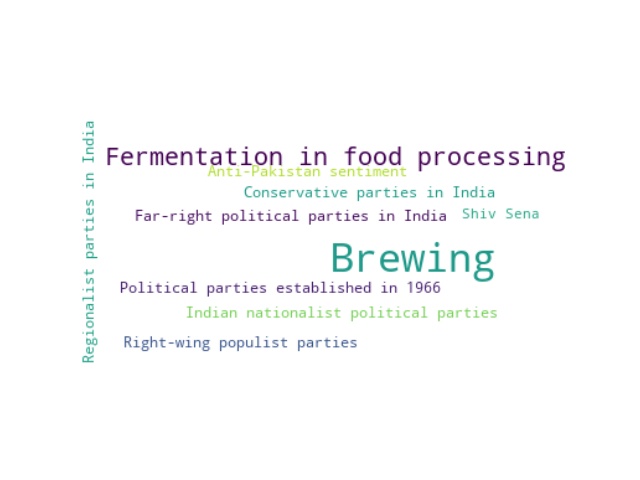 Regionalist parties in India
Fermentation in food processing
Anti-Pakistan sentiment
Conservative parties in India
Far-right political parties in India
Shiv Sena
Brewing
Political parties established in 1966
Indian nationalist political parties
Right-wing populist parties